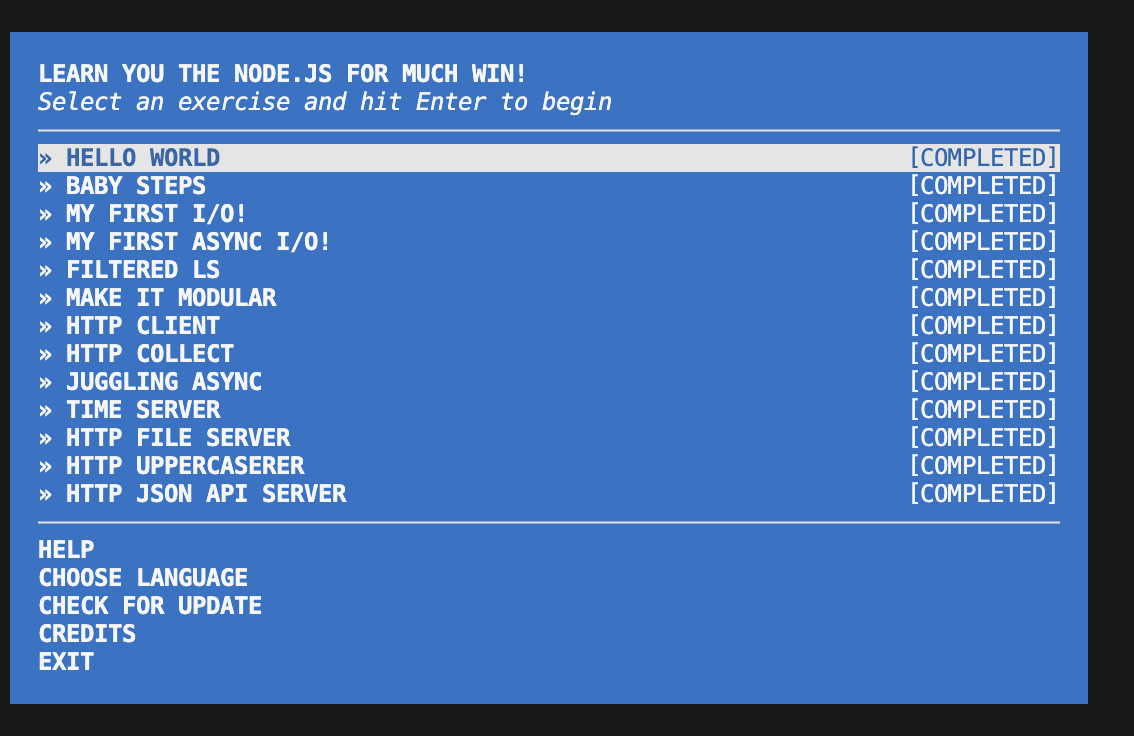 LEARN YOU THE NODE.JS FOR MUCH WIN!
Select an exercise and hit Enter to begin
» HELLO WORLD [COMPLETED]
» BABY STEPS [COMPLETED]
» MY FIRST I/O! [COMPLETED]
» MY FIRST ASYNC I/O! [COMPLETED]
» FILTERED LS [COMPLETED]
» MAKE IT MODULAR [COMPLETED]
» HTTP CLIENT [COMPLETED]
» HTTP COLLECT [COMPLETED]
» JUGGLING ASYNC [COMPLETED]
» TIME SERVER [COMPLETED]
» HTTP FILE SERVER [COMPLETED]
» HTTP UPPERCASERER [COMPLETED]
» HTTP JSON API SERVER [COMPLETED]
HELP
CHOOSE LANGUAGE
CHECK FOR UPDATE
CREDITS
EXIT